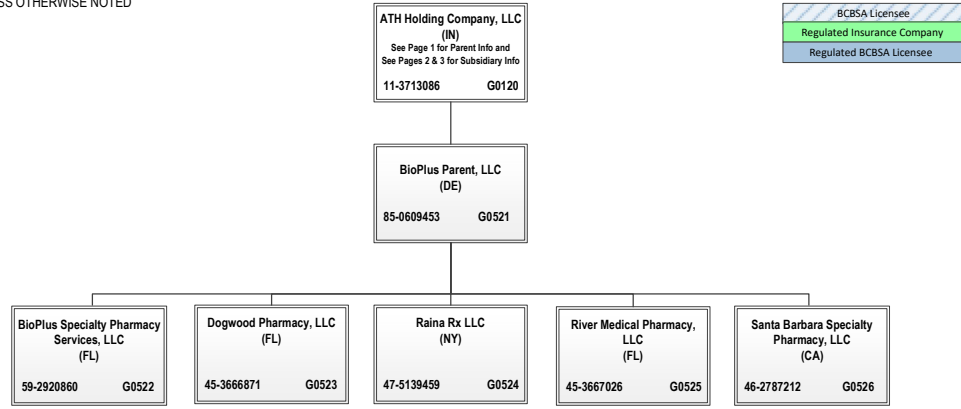 SS OTHERWISE NOTED
ATH Holding Company, LLC
(IN)
See Page 1 for Parent Info and
See Pages 2 & 3 for Subsidiary Info
11-3713086 G0120
BCBSA Licensee
Regulated Insurance Company
Regulated BCBSA Licensee
BioPlus Parent, LLC
(DE)
85-0609453 G0521
BioPlus Specialty Pharmacy
Services, LLC
(FL)
59-2920860 G0522
Dogwood Pharmacy, LLC
(FL)
45-3666871 G0523
Raina Rx LLC
(NY)
47-5139459 G0524
River Medical Pharmacy,
LLC
(FL)
45-3667026 G0525
Santa Barbara Specialty
Pharmacy, LLC
(CA)
46-2787212 G0526